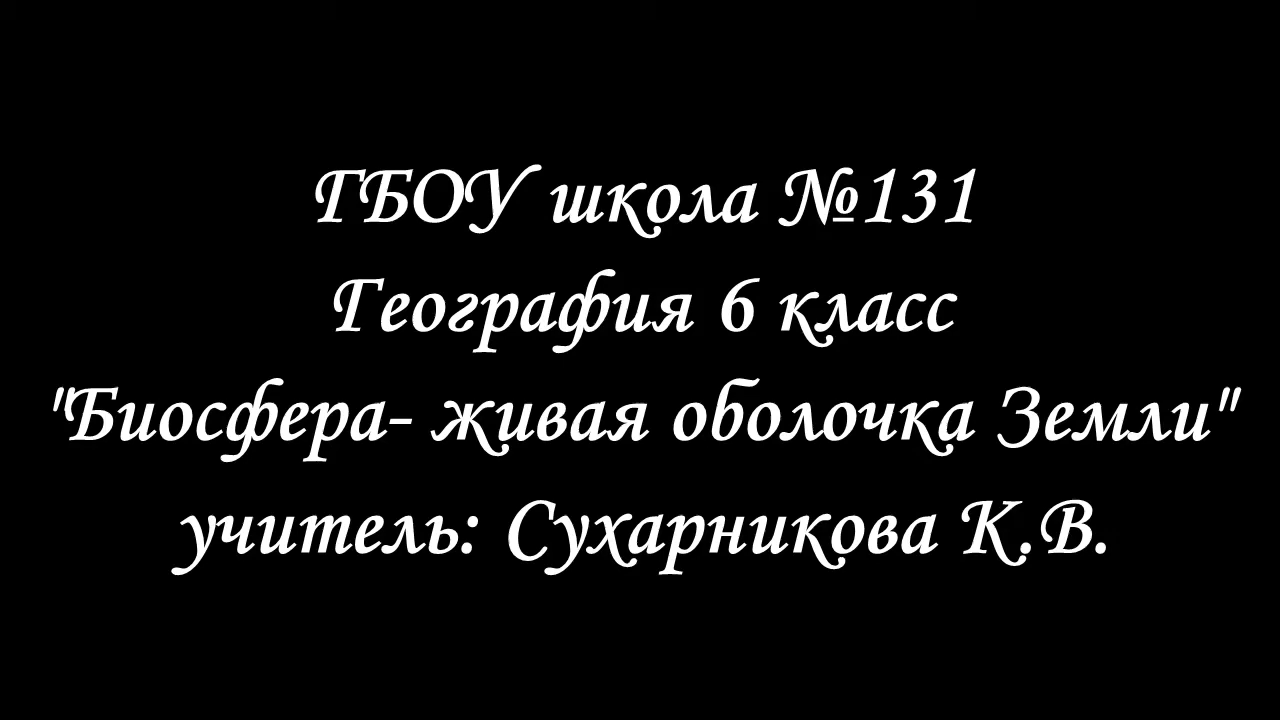 ГБОУ школа №131
География 6 класс
"Биосфера- живая оболочка Земли"
учитель: Сухарникова К.В.